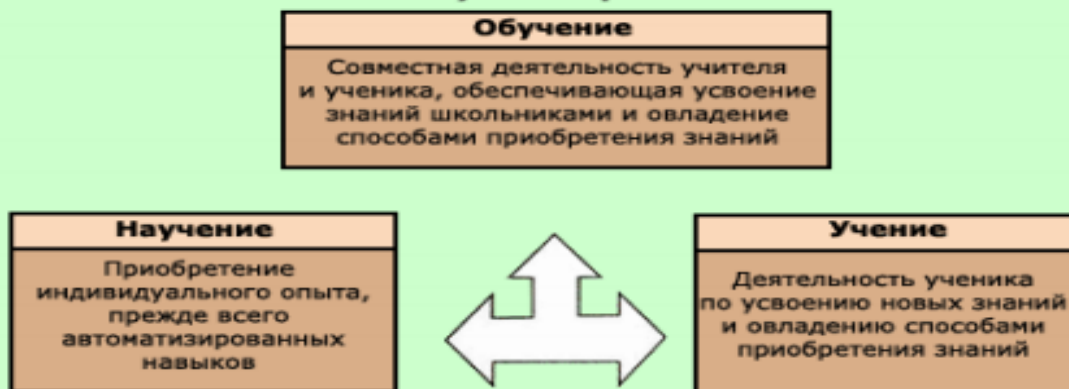 Обучение
Совместная деятельность учителя
и ученика, обеспечивающая усвоение
знаний школьниками и овладение
способами приобретения знаний
Научение
Приобретение
индивидуального опыта,
прежде всего
автоматизированных
навыков
Учение
Деятельность ученика
по усвоению новых знаний
и овладению способами
приобретения знаний